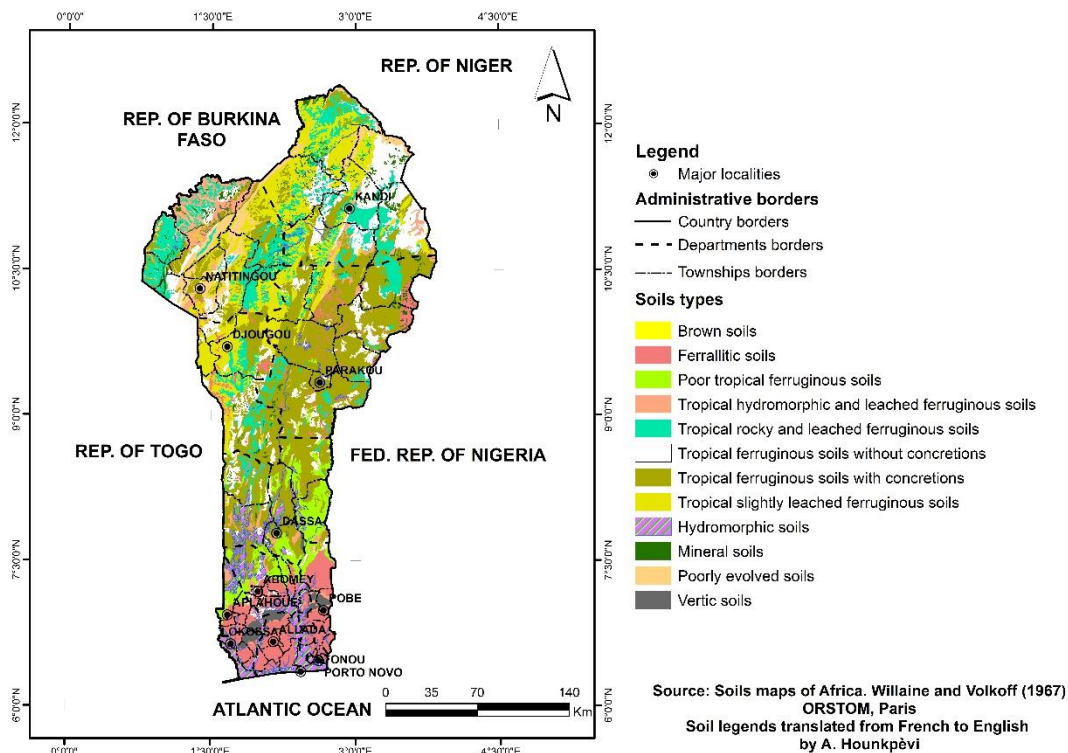 0°0'0" 1°30'0"E 3°0'0"E 4°30'0"E
REP. OF NIGER
REP. OF BURKINA
FASO
N
12°0'0"N 12°0'0"N
KANDI
10°30'0"N 10°30'0"N
NATITINGOU
DJOUGOU
PARAKOU
9°0'0"N 9°0'0"N
REP. OF TOGO
FED. REP. OF NIGERIA
DASSA
7°30'0"N 7°30'0"N
ABOMEY
APLAHOUE
POBE
LOKOSSA
ALLADA
COTONOU
PORTO NOVO
0 35 70 140
Km
ATLANTIC OCEAN
6°0'0"N 6°0'0"N
0°0'0" 1°30'0"E 3°0'0"E 4°30'0"E
Legend
Major localities
Administrative borders
Country borders
Departments borders
Townships borders
Soils types
Brown soils
Ferrallitic soils
Poor tropical ferruginous soils
Tropical hydromorphic and leached ferruginous soils
Tropical rocky and leached ferruginous soils
Tropical ferruginous soils without concretions
Tropical ferruginous soils with concretions
Tropical slightly leached ferruginous soils
Hydromorphic soils
Mineral soils
Poorly evolved soils
Vertic soils
Source: Soils maps of Africa. Willaine and Volkoff (1967)
ORSTOM, Paris
Soil legends translated from French to English
by A. Hounkpèvi